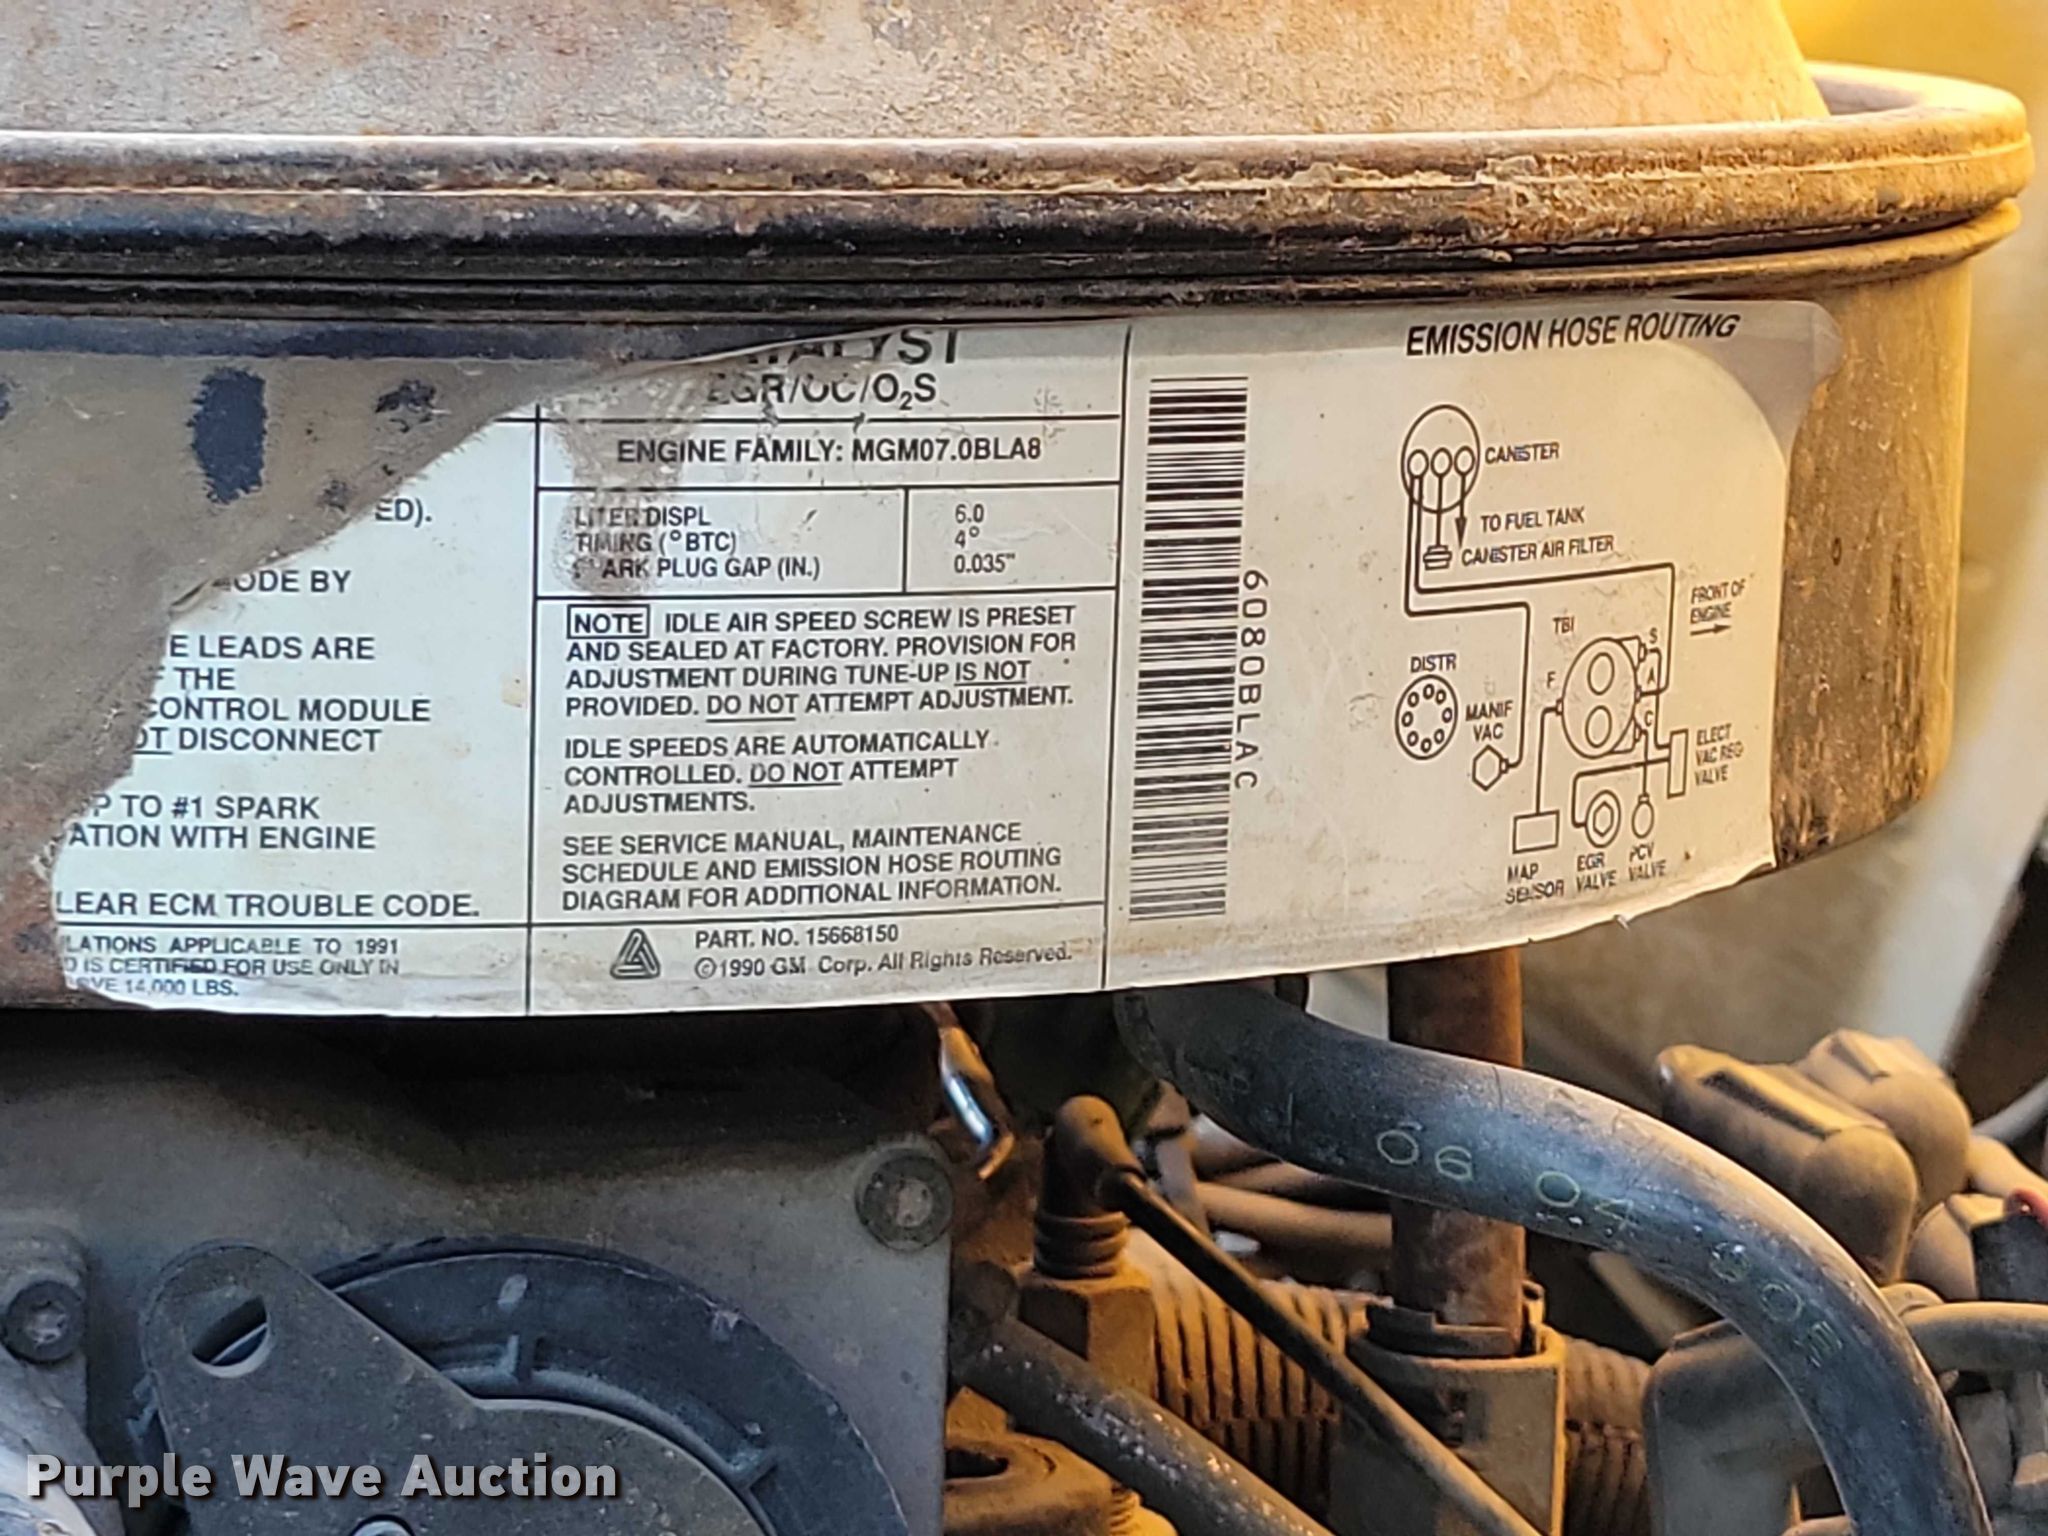 ED).
ODE BY
E LEADS ARE
THE
CONTROL MODULE
OT DISCONNECT
P TO #1 SPARK
ATION WITH ENGINE
LEAR ECM TROUBLE CODE.
LATIONS APPLICABLE TO 1991
D IS CERTIFIED FOR USE ONLY IN
OVE 14,000 LBS.
TALYST
EGR/OC/O₂S
ENGINE FAMILY: MGM07.0BLA8
LITER DISPL 6.0
TIMING (°BTC) 4°
ARK PLUG GAP (IN.) 0.035"
NOTE IDLE AIR SPEED SCREW IS PRESET
AND SEALED AT FACTORY. PROVISION FOR
ADJUSTMENT DURING TUNE-UP IS NOT
PROVIDED. DO NOT ATTEMPT ADJUSTMENT.
IDLE SPEEDS ARE AUTOMATICALLY
CONTROLLED. DO NOT ATTEMPT
ADJUSTMENTS.
SEE SERVICE MANUAL, MAINTENANCE
SCHEDULE AND EMISSION HOSE ROUTING
DIAGRAM FOR ADDITIONAL INFORMATION.
PART. NO. 15668150
©1990 GM Corp. All Rights Reserved.
6080BLAC
EMISSION HOSE ROUTING
CANISTER
TO FUEL TANK
CANISTER AIR FILTER
FRONT OF
ENGINE
TBI
S
A
F
C
DISTR
MANIF
VAC
ELECT
VAC REG
VALVE
MAP
SENSOR
EGR
VALVE
PCV
VALVE
06 04
Purple Wave Auction